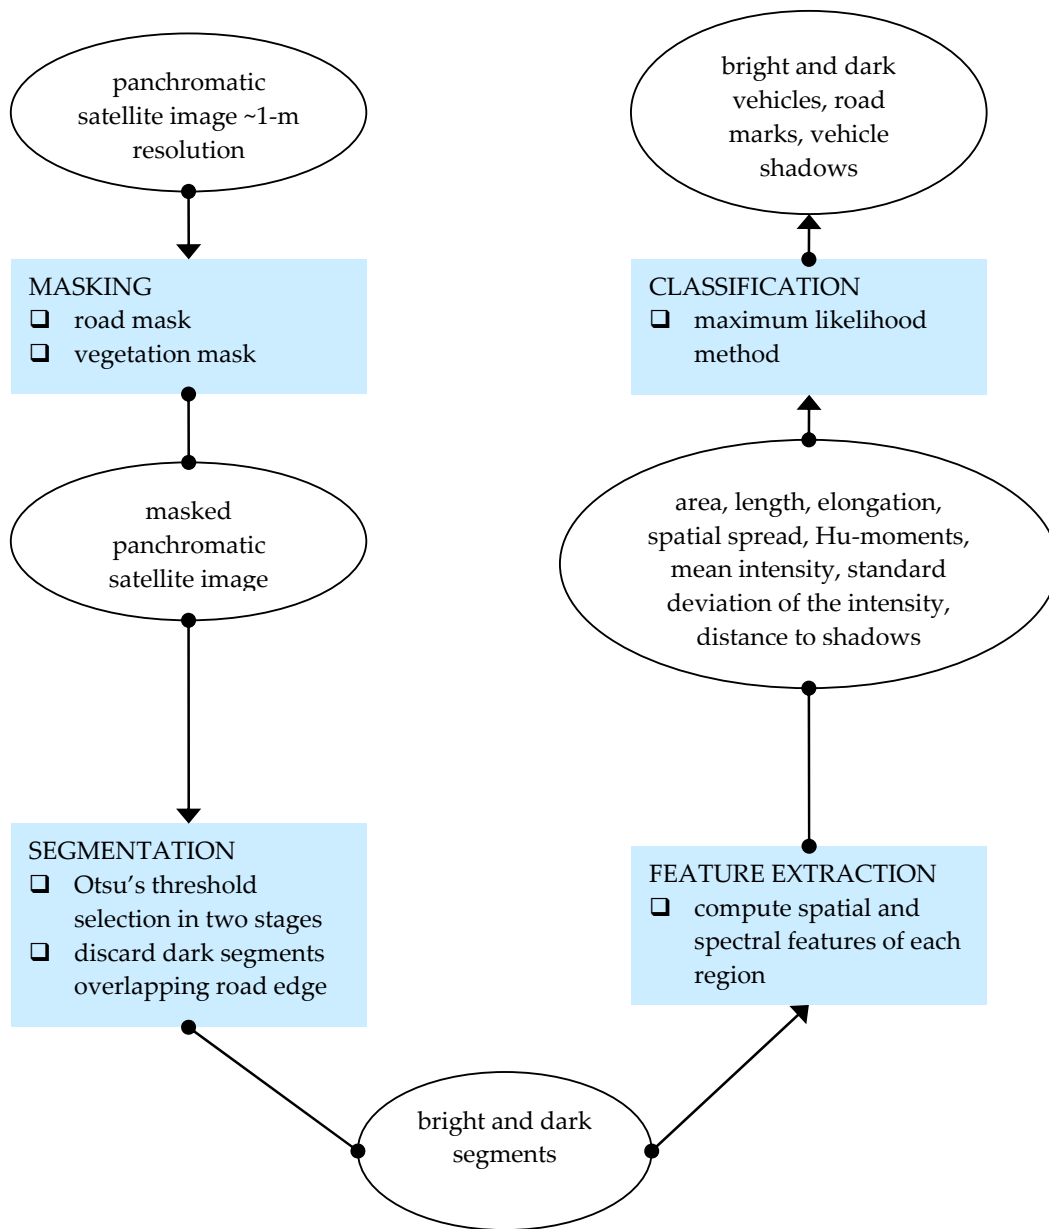 panchromatic
satellite image ~1-m
resolution
MASKING
❑ road mask
❑ vegetation mask
masked
panchromatic
satellite image
SEGMENTATION
❑ Otsu’s threshold
selection in two stages
❑ discard dark segments
overlapping road edge
bright and dark
segments
FEATURE EXTRACTION
❑ compute spatial and
spectral features of each
region
area, length, elongation,
spatial spread, Hu-moments,
mean intensity, standard
deviation of the intensity,
distance to shadows
CLASSIFICATION
❑ maximum likelihood
method
bright and dark
vehicles, road
marks, vehicle
shadows